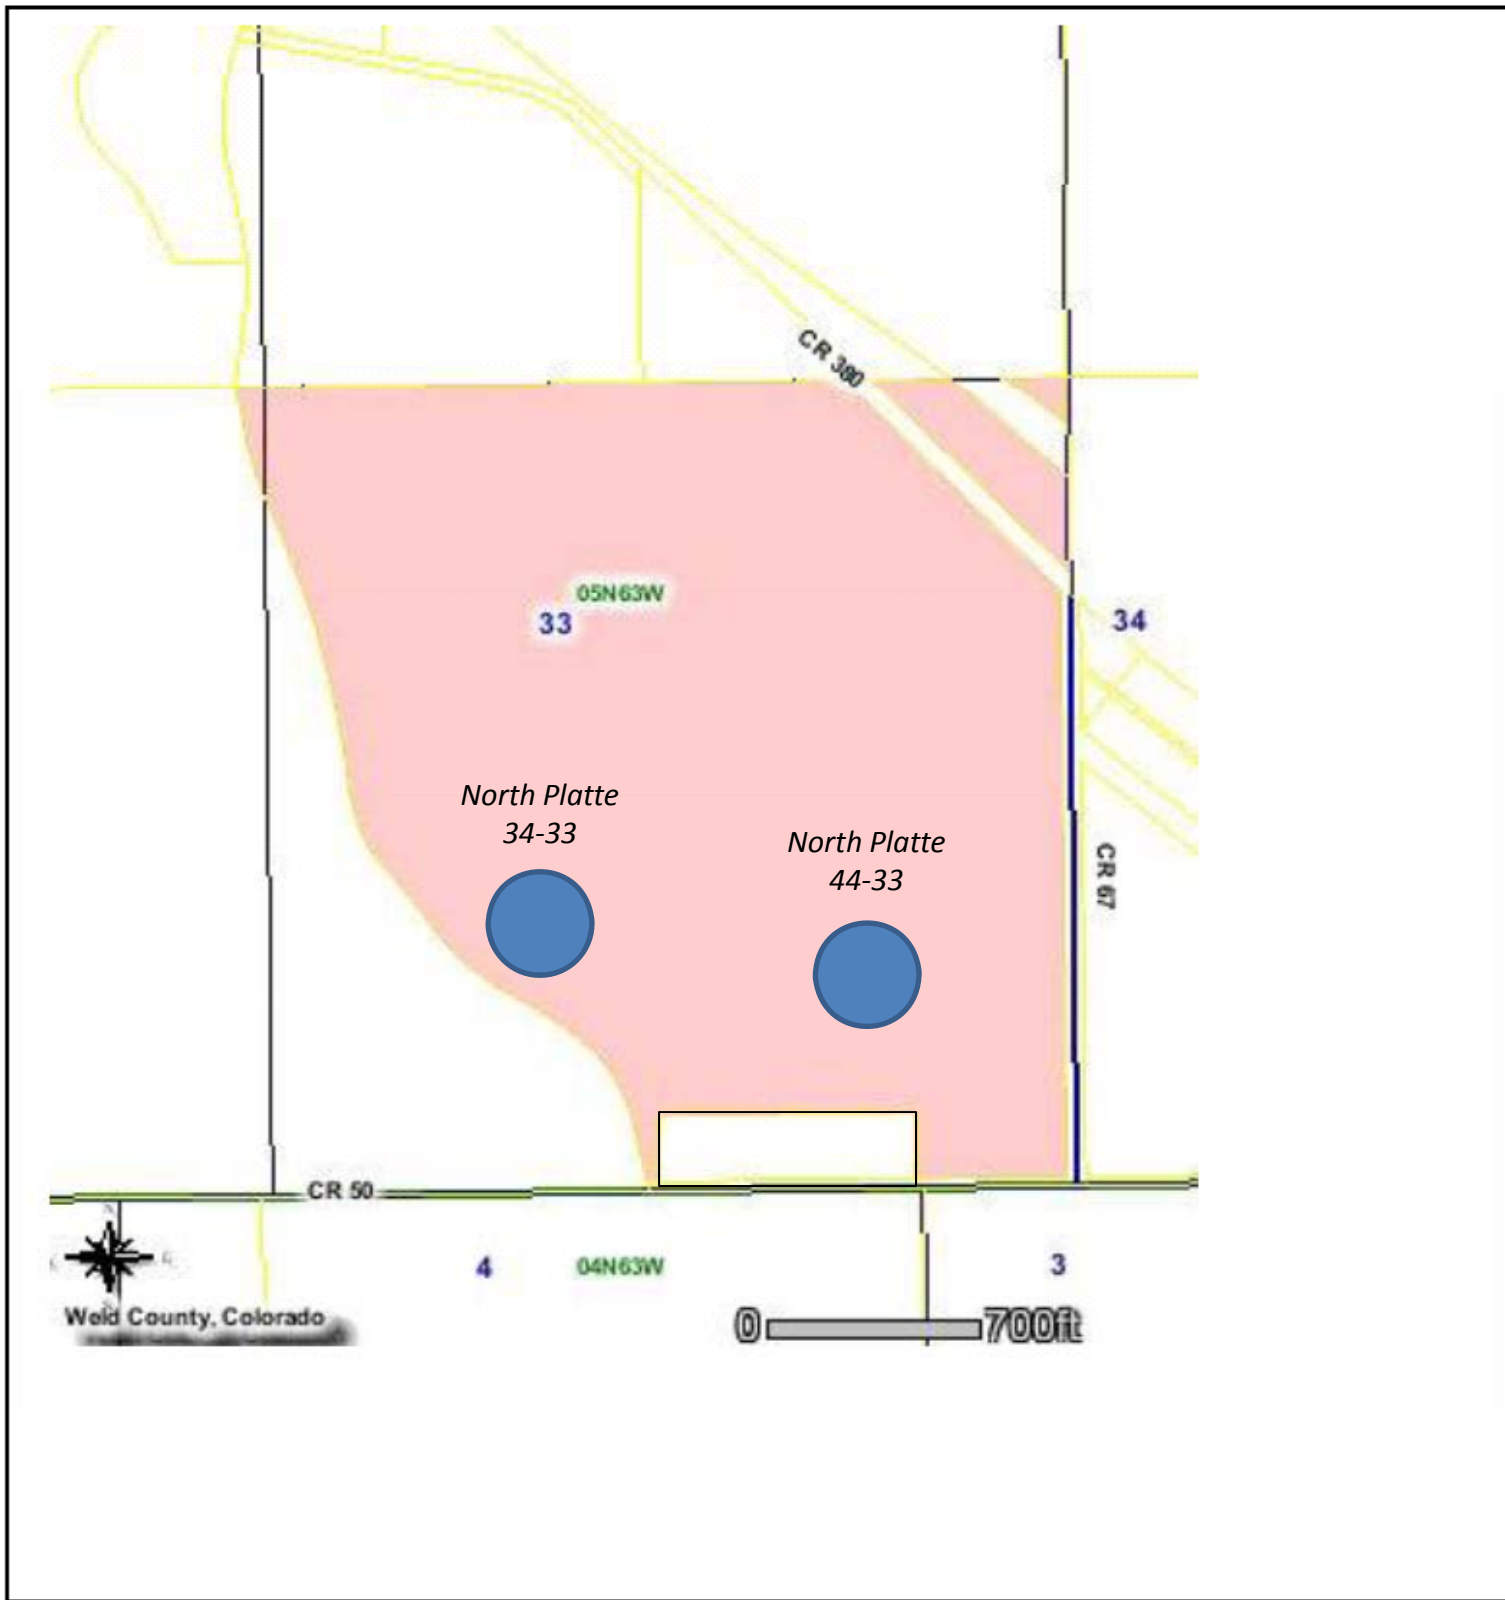 CR 380
05N63W
33
34
North Platte
34-33
North Platte
44-33
CR 67
CR 50
4
04N63W
3
Weld County, Colorado
0
700ft